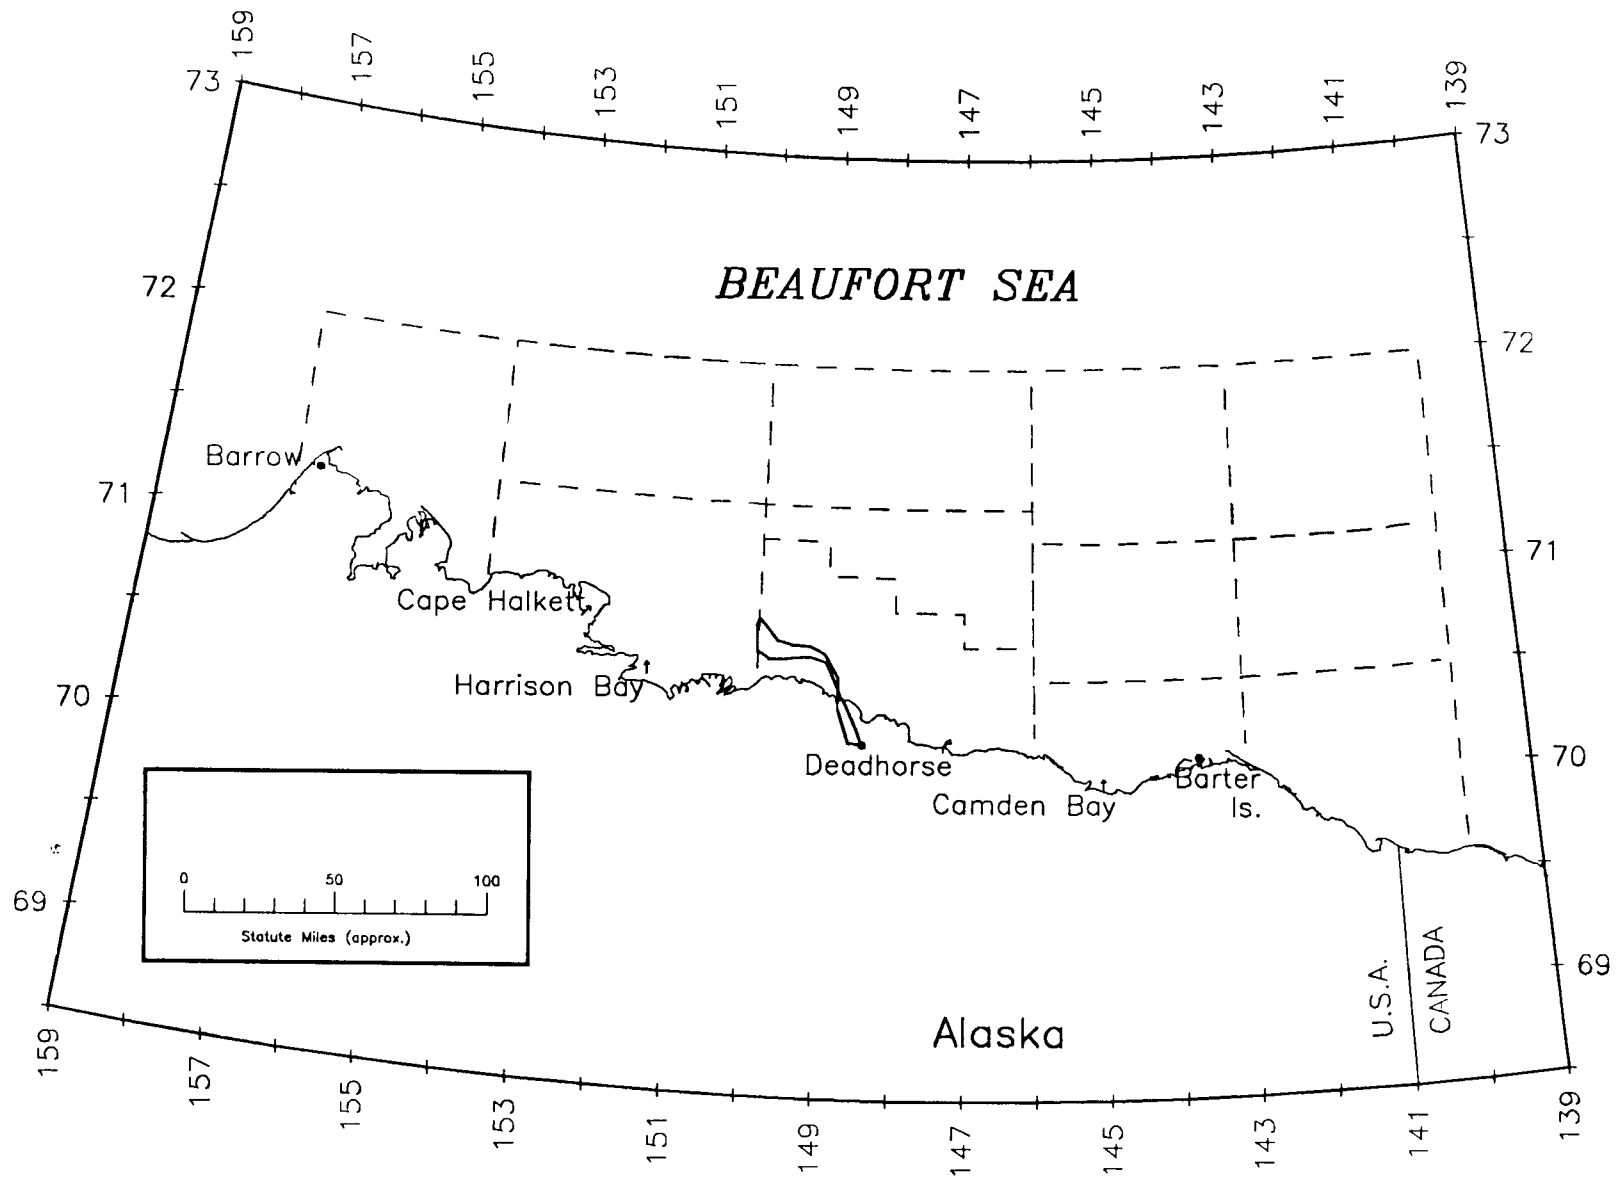 159
157
155
153
151
149
147
145
143
141
139
73
73
BEAUFORT SEA
72
72
Barrow
71
71
Cape Halkett
Harrison Bay
70
70
Deadhorse
Camden Bay
Barter
Is.
0 50 100
Statute Miles (approx.)
69
69
U.S.A.
CANADA
Alaska
159
157
155
153
151
149
147
145
143
141
139